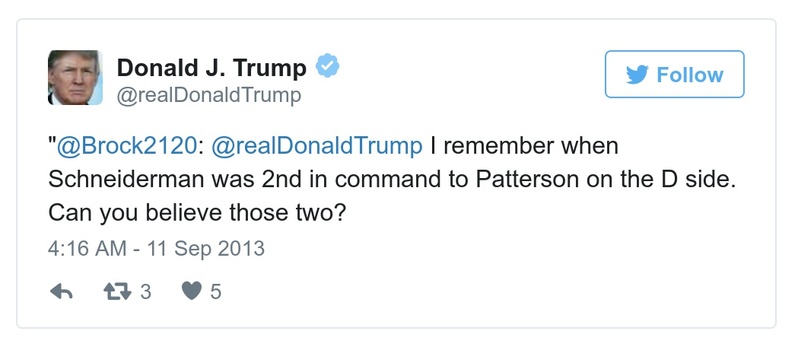 Donald J. Trump
@realDonaldTrump
Follow
"@Brock2120: @realDonaldTrump I remember when
Schneiderman was 2nd in command to Patterson on the D side.
Can you believe those two?
4:16 AM - 11 Sep 2013
3 5